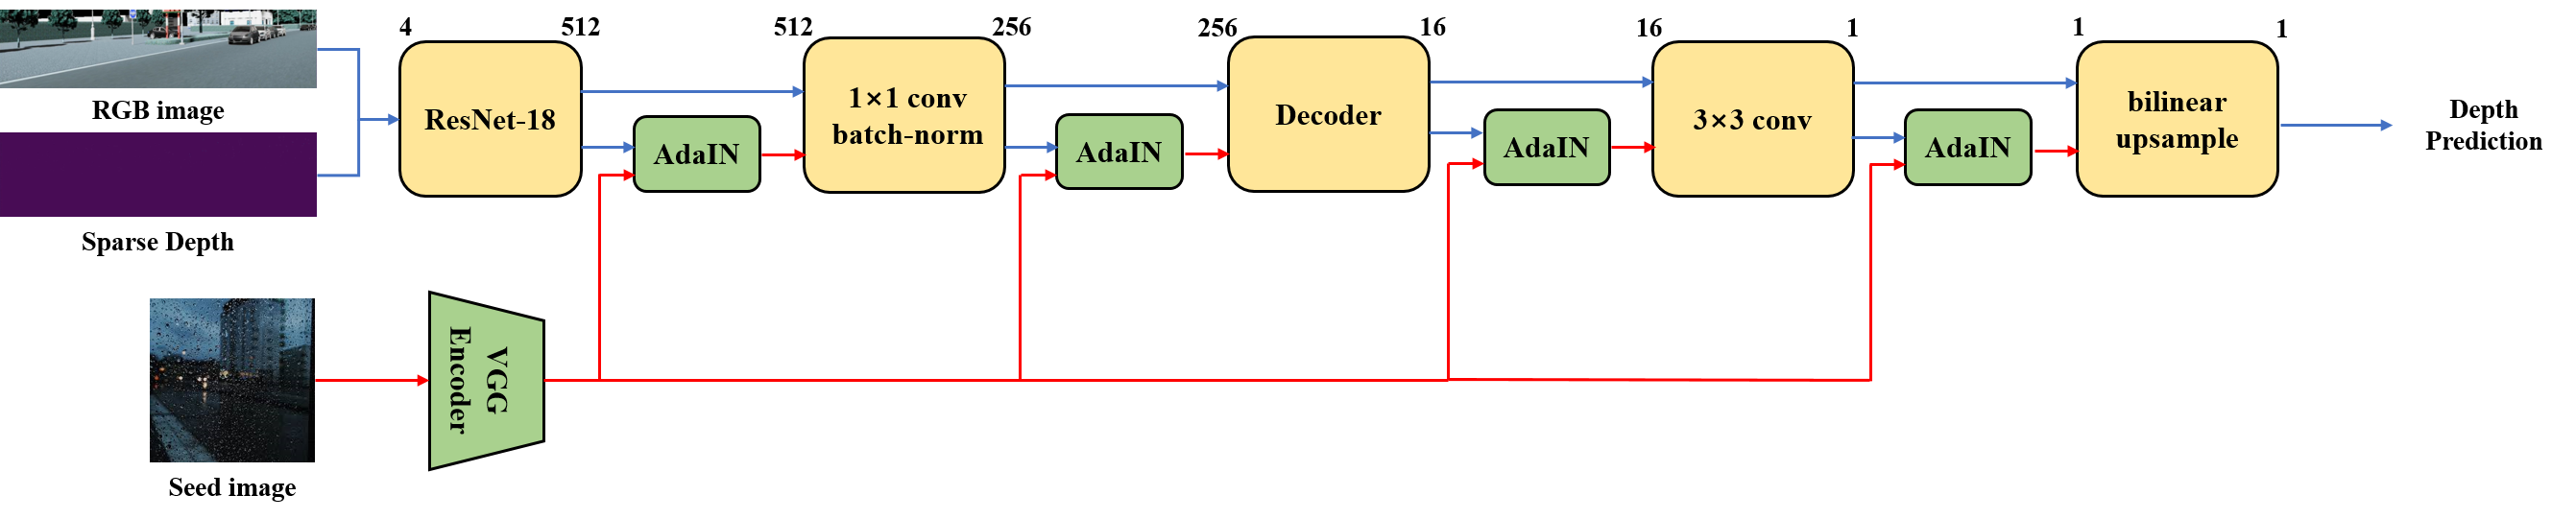 4
512
512
256
256
16
16
1
1
1
RGB image
Sparse Depth
ResNet-18
AdaIN
1×1 conv
batch-norm
AdaIN
Decoder
AdaIN
3×3 conv
AdaIN
bilinear
upsample
Depth
Prediction
VGG
Encoder
Seed image